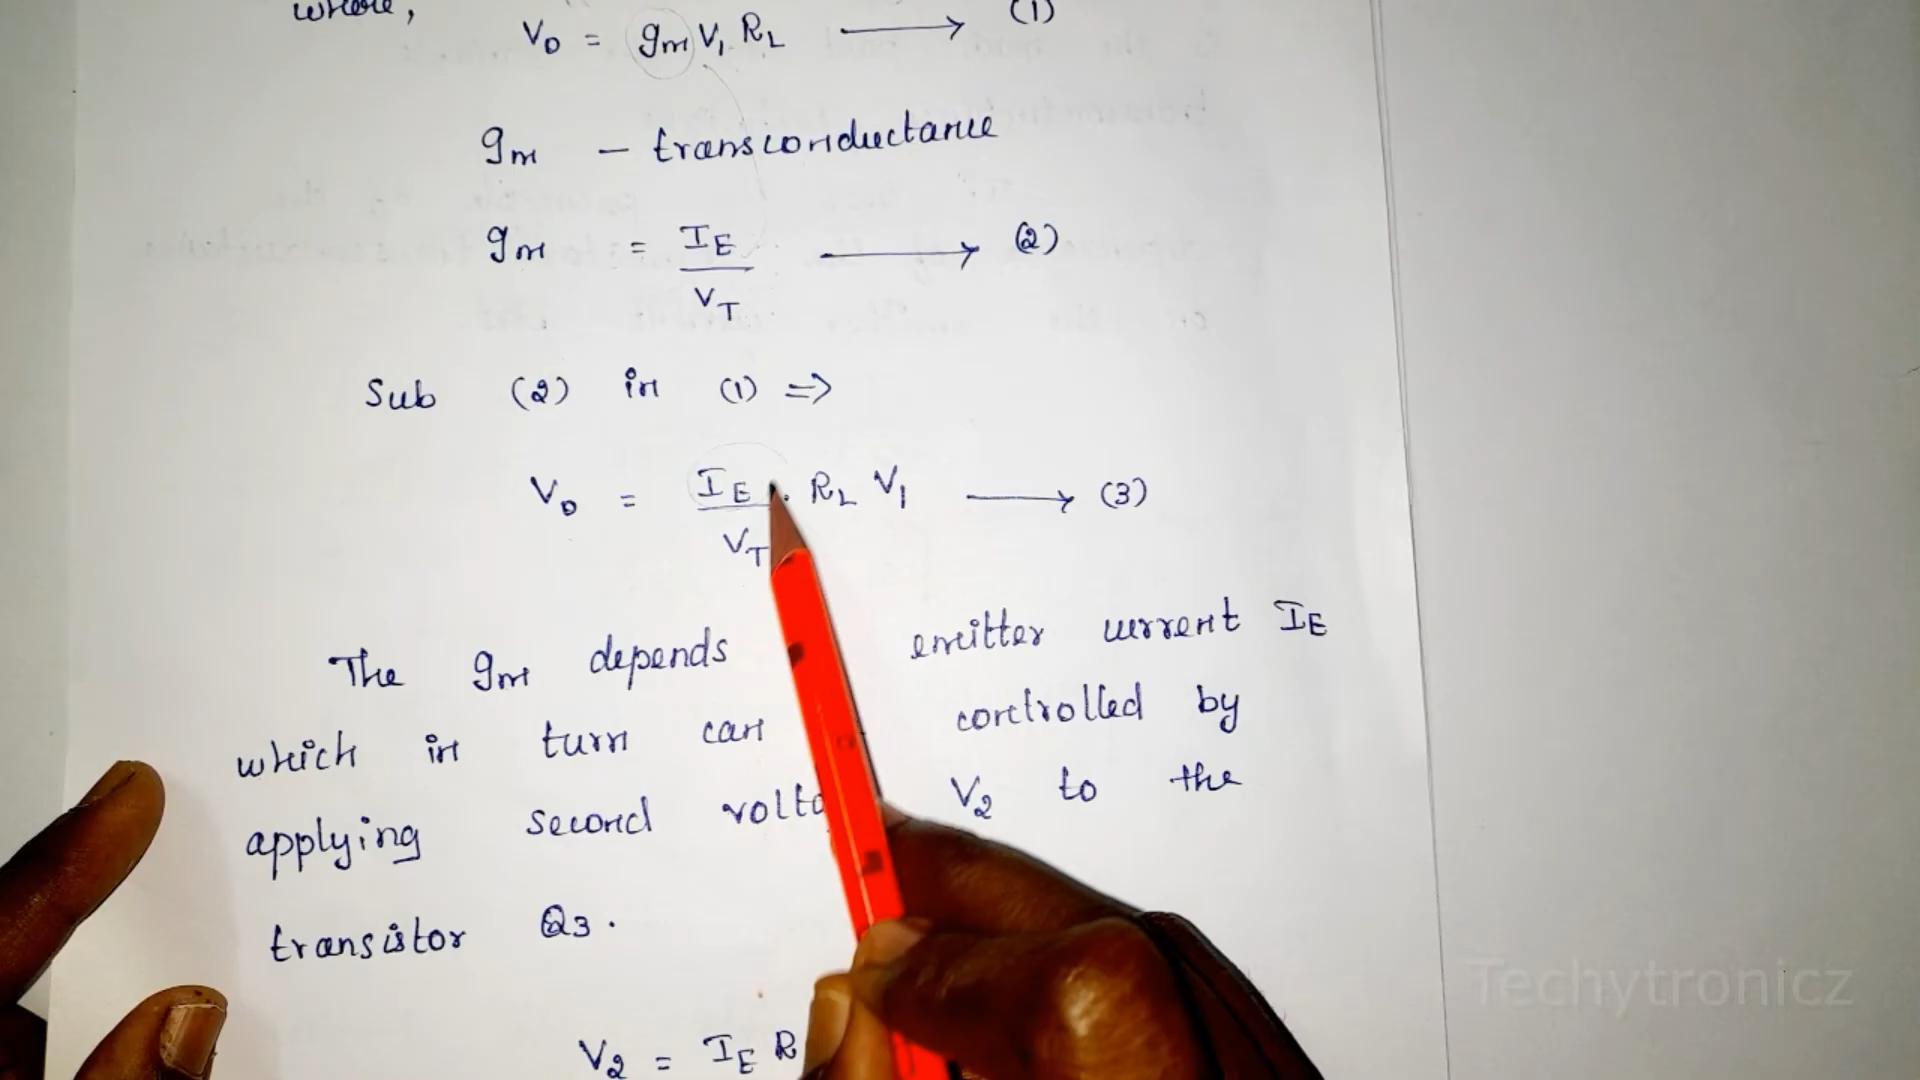 where,
V0 = gm V1 RL ⟶ (1)
gm – transconductance
gm = IE / VT ⟶ (2)
Sub (2) in (1) ⇒
V0 = IE / VT . RL V1 ⟶ (3)
The gm depends emitter current IE
which in turn can controlled by
applying second V2 to the
transistor Q3.
V2 = IE R
Techytronicz